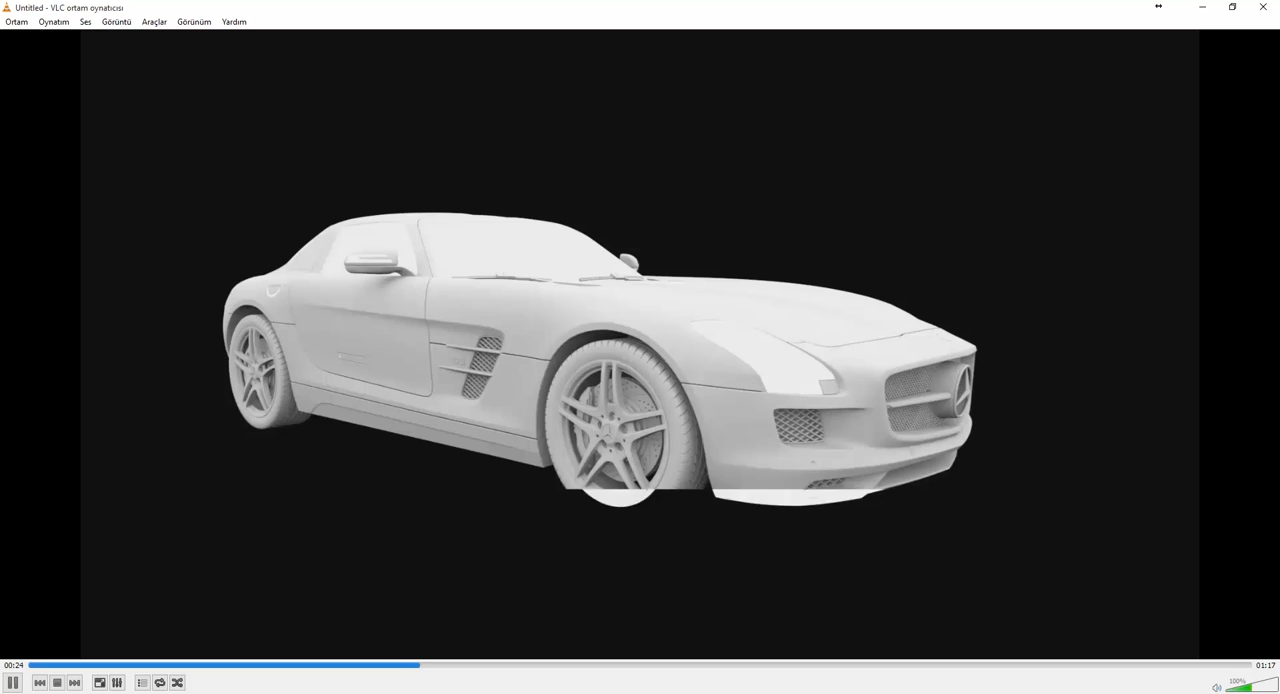 Untitled - VLC ortam oynatıcısı
Ortam Oynatım Ses Görüntü Araçlar Görünüm Yardım
00:24
01:17
100%